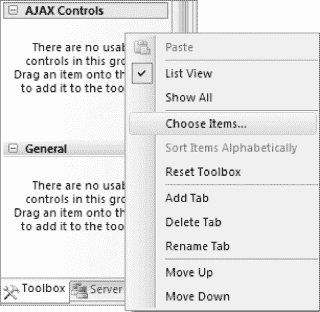 AJAX Controls
There are no usab
controls in this gro
Drag an item onto th
to add it to the too
General
There are no usab
controls in this gro
Drag an item onto th
to add it to the too
Toolbox
Server
Paste
List View
Show All
Choose Items...
Sort Items Alphabetically
Reset Toolbox
Add Tab
Delete Tab
Rename Tab
Move Up
Move Down